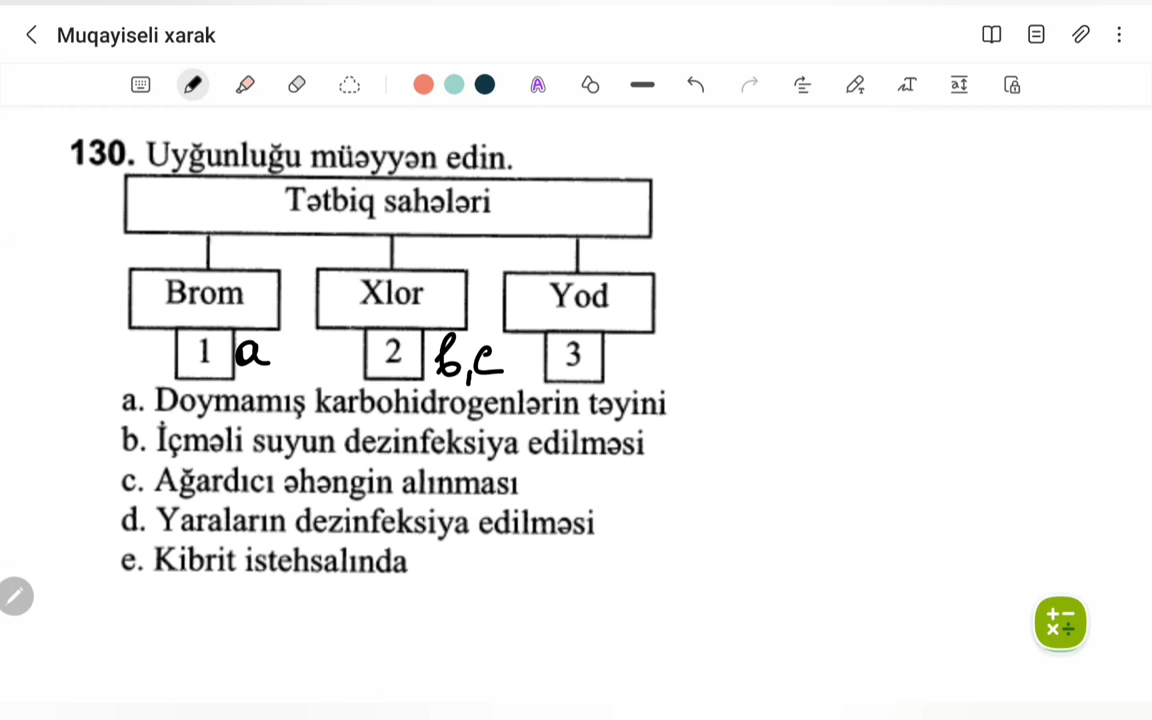 Muqayiseli xarak
130. Uyğunluğu müəyyən edin.
Tətbiq sahələri
Brom Xlor Yod
1 a 2 b,c 3
a. Doymamış karbohidrogenlərin təyini
b. İçməli suyun dezinfeksiya edilməsi
c. Ağardıcı əhəngin alınması
d. Yaraların dezinfeksiya edilməsi
e. Kibrit istehsalında